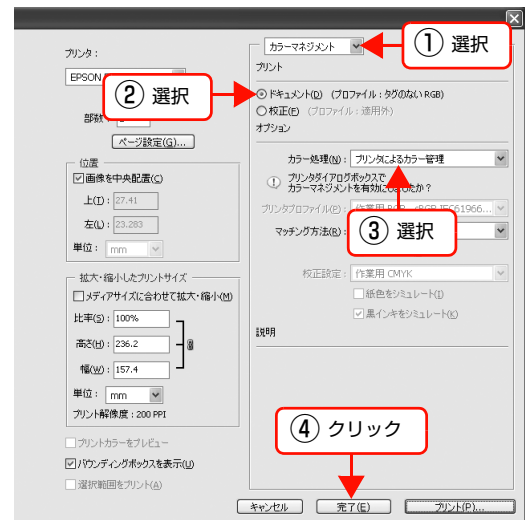 プリンタ：
EPSON
部数：
ページ設定(G)...
位置
画像を中央配置(C)
上(T)： 27.41
左(L)： 23.283
単位： mm
拡大・縮小したプリントサイズ
メディアサイズに合わせて拡大・縮小(M)
比率(S)： 100%
高さ(H)： 236.2
幅(W)： 157.4
単位： mm
プリント解像度：200 PPI
プリントカラーをプレビュー
バウンディングボックスを表示(U)
選択範囲をプリント(A)
カラーマネジメント
① 選択
プリント
② 選択
ドキュメント(D) (プロファイル：タグのない RGB)
校正(F) (プロファイル：適用外)
オプション
カラー処理(N)： プリンタによるカラー管理
プリンタダイアログボックスで
カラーマネジメントを有効に
たか？
プリンタプロファイル(P)：
IEC61966...
マッチング方法(R)：
③ 選択
校正設定： 作業用 CMYK
紙色をシミュレート(I)
黒インキをシミュレート(K)
説明
④ クリック
キャンセル 完了(E) プリント(P)...